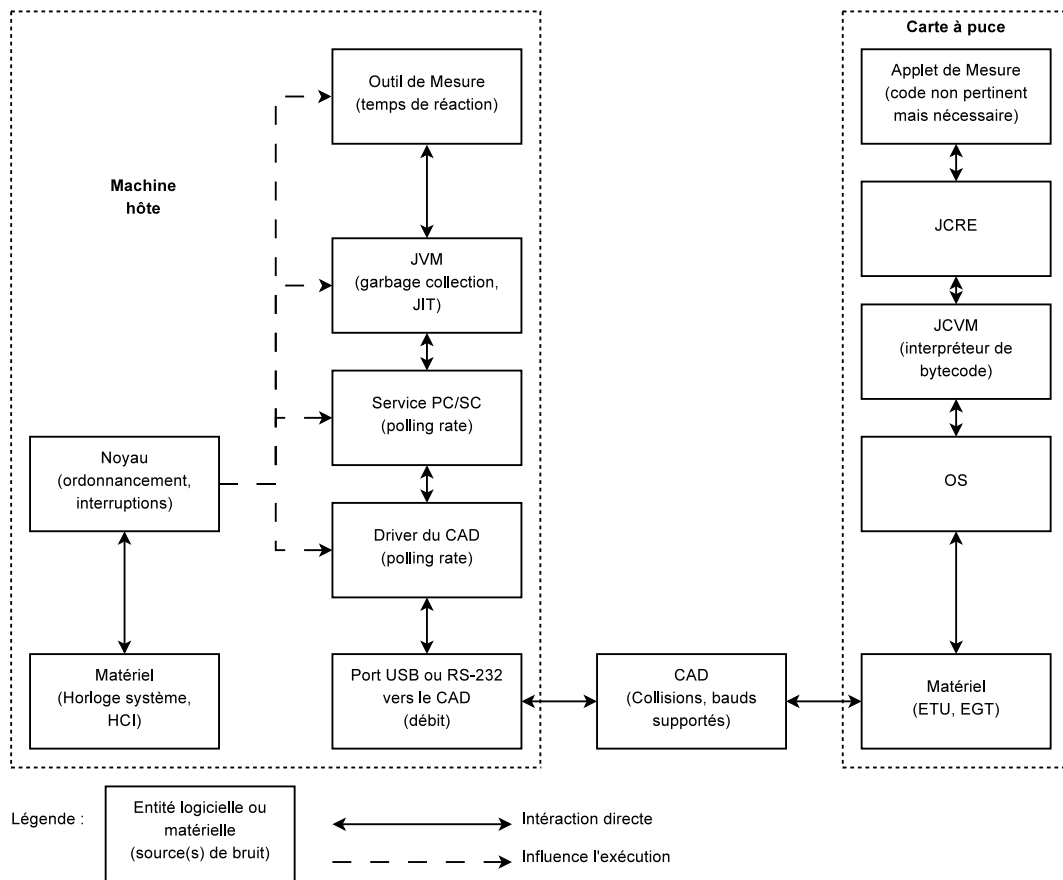 Carte à puce
Outil de Mesure
(temps de réaction)
Applet de Mesure
(code non pertinent
mais nécessaire)
Machine
hôte
JCRE
JVM
(garbage collection,
JIT)
JCVM
(interpréteur de
bytecode)
Service PC/SC
(polling rate)
Noyau
(ordonnancement,
interruptions)
OS
Driver du CAD
(polling rate)
Matériel
(Horloge système,
HCI)
Port USB ou RS-232
vers le CAD
(débit)
CAD
(Collisions, bauds
supportés)
Matériel
(ETU, EGT)
Légende :
Entité logicielle ou
matérielle
(source(s) de bruit)
Intéraction directe
Influence l'exécution